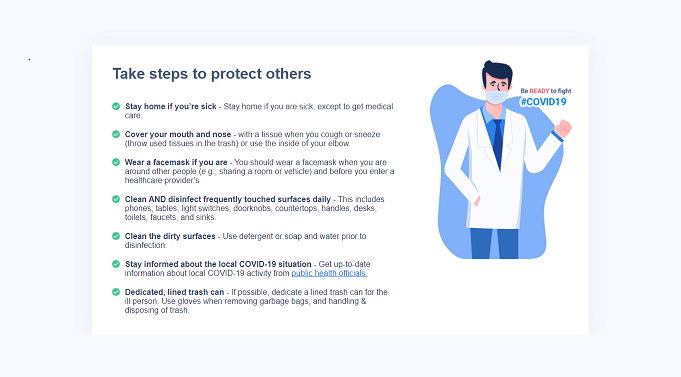 Take steps to protect others
Stay home if you're sick - Stay home if you are sick, except to get medical
care.
Cover your mouth and nose - with a tissue when you cough or sneeze
(throw used tissues in the trash) or use the inside of your elbow.
Wear a facemask if you are - You should wear a facemask when you are
around other people (e.g., sharing a room or vehicle) and before you enter a
healthcare provider's
Clean AND disinfect frequently touched surfaces daily - This includes
phones, tables, light switches, doorknobs, countertops, handles, desks,
toilets, faucets, and sinks.
Clean the dirty surfaces - Use detergent or soap and water prior to
disinfection.
Stay informed about the local COVID-19 situation - Get up-to-date
information about local COVID-19 activity from public health officials.
Dedicated, lined trash can - If possible, dedicate a lined trash can for the
ill person. Use gloves when removing garbage bags, and handling &
disposing of trash.
Be READY to fight
#COVID19